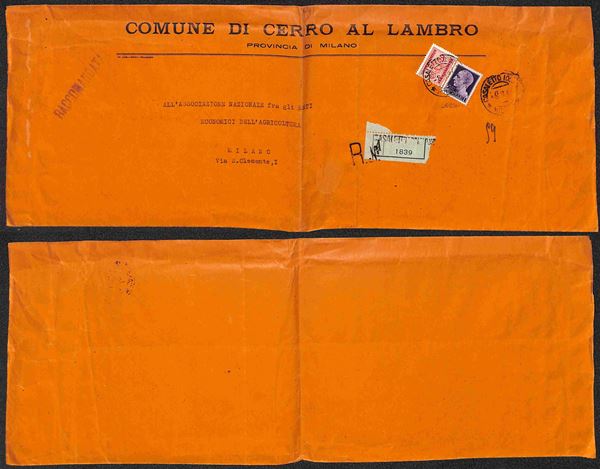 COMUNE DI CERRO AL LAMBRO
PROVINCIA DI MILANO
RACCOMANDATA
ALL'ASSOCIAZIONE NAZIONALE fra gli ENTI
ECONOMICI DELL'AGRICOLTURA
MILANO
Via S.Clemente,I
CASALETTO
R.
1839